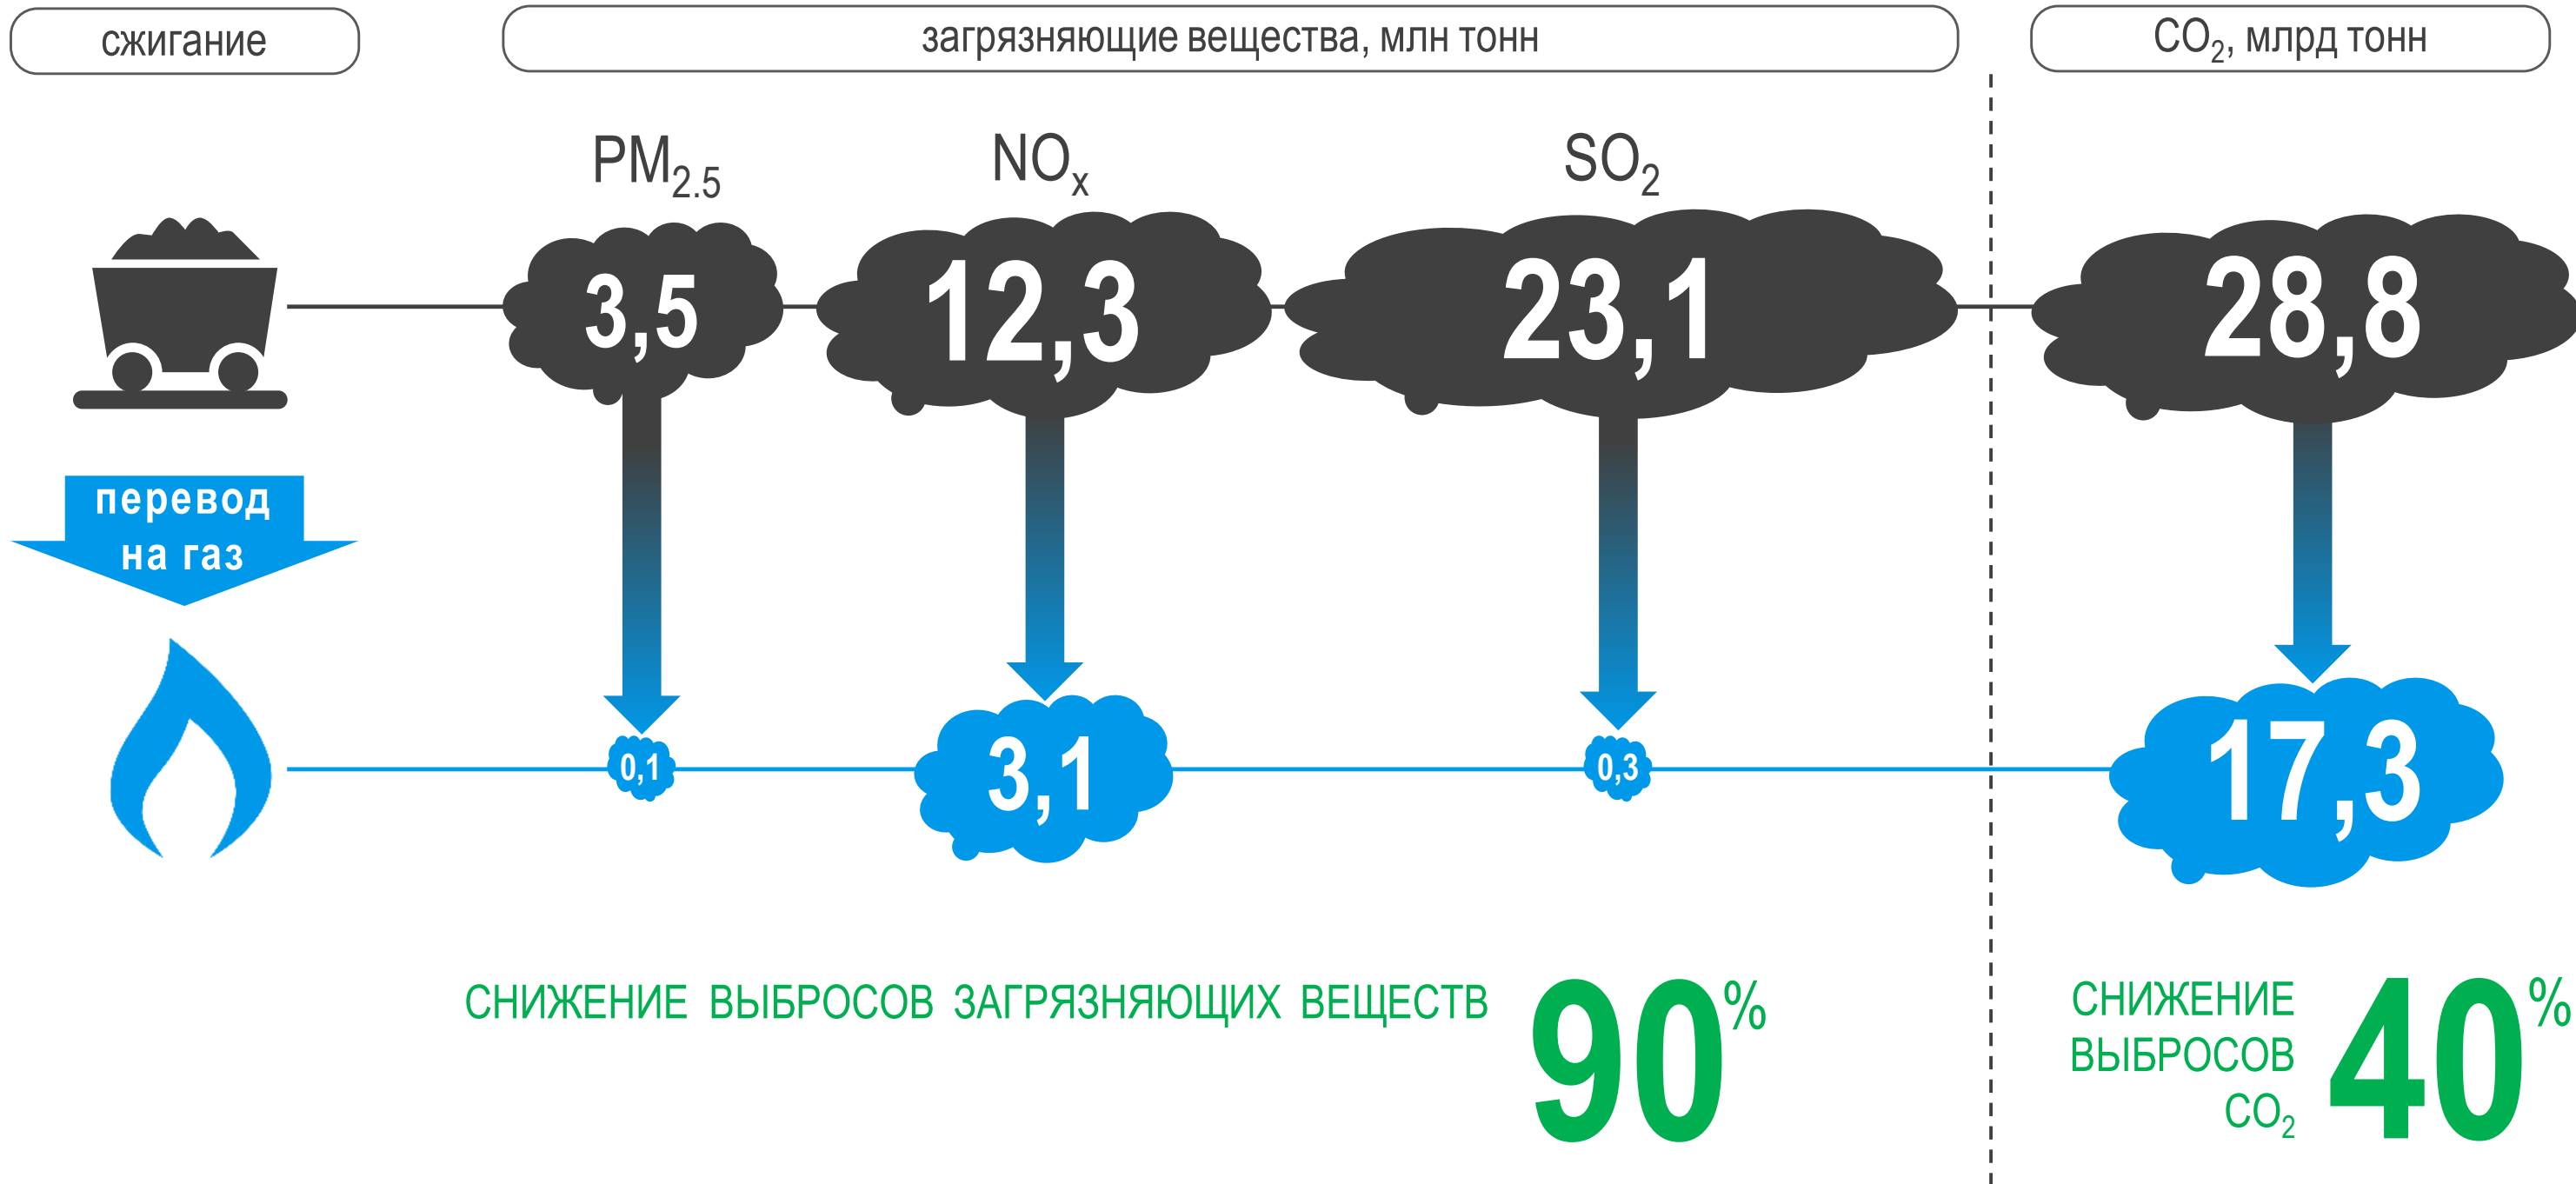 сжигание
загрязняющие вещества, млн тонн
CO₂, млрд тонн
PM₂.₅
NOₓ
SO₂
3,5
12,3
23,1
28,8
перевод
на газ
0,1
3,1
0,3
17,3
СНИЖЕНИЕ ВЫБРОСОВ ЗАГРЯЗНЯЮЩИХ ВЕЩЕСТВ
90%
СНИЖЕНИЕ
ВЫБРОСОВ
CO₂
40%